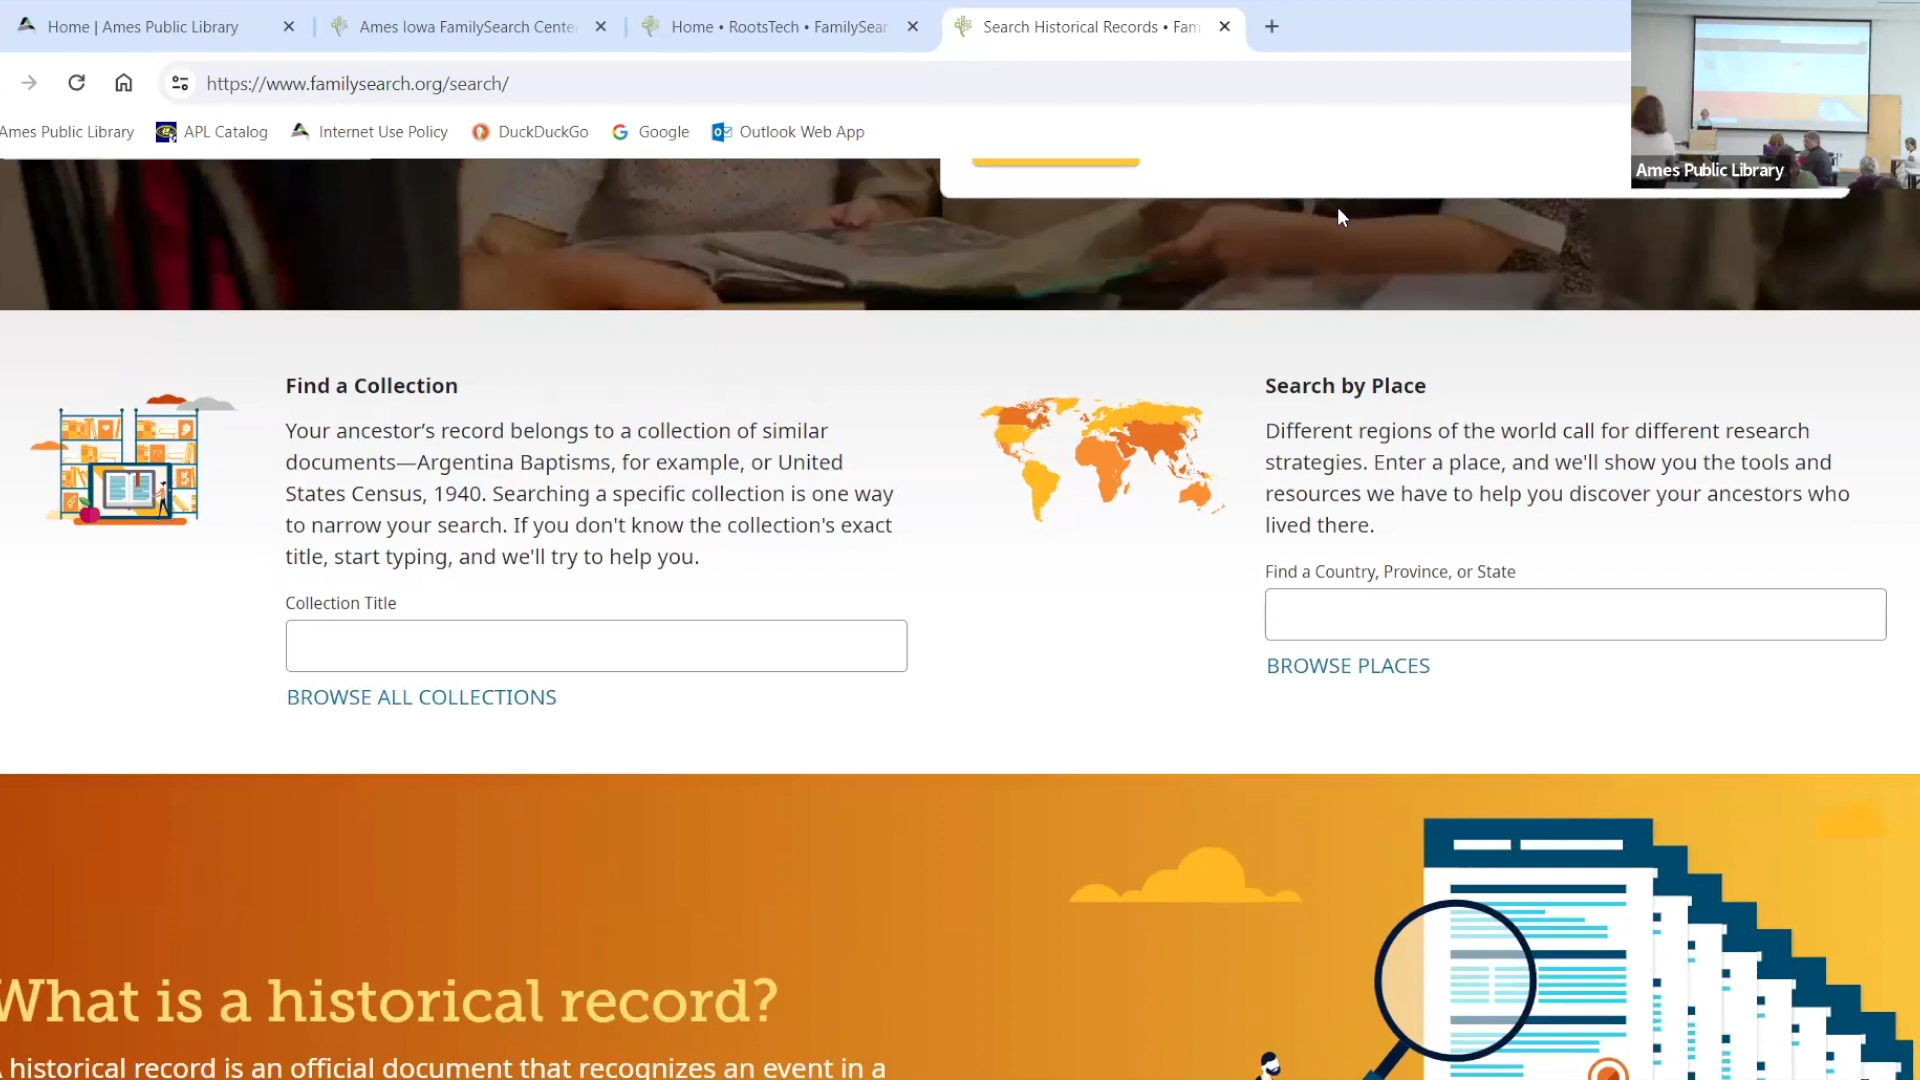 Home | Ames Public Library
Ames Iowa FamilySearch Cente
Home • RootsTech • FamilySear
Search Historical Records • Fam
https://www.familysearch.org/search/
Ames Public Library
APL Catalog
Internet Use Policy
DuckDuckGo
Google
Outlook Web App
Ames Public Library
Find a Collection
Your ancestor’s record belongs to a collection of similar
documents—Argentina Baptisms, for example, or United
States Census, 1940. Searching a specific collection is one way
to narrow your search. If you don't know the collection's exact
title, start typing, and we'll try to help you.
Collection Title
BROWSE ALL COLLECTIONS
Search by Place
Different regions of the world call for different research
strategies. Enter a place, and we'll show you the tools and
resources we have to help you discover your ancestors who
lived there.
Find a Country, Province, or State
BROWSE PLACES
What is a historical record?
A historical record is an official document that recognizes an event in a